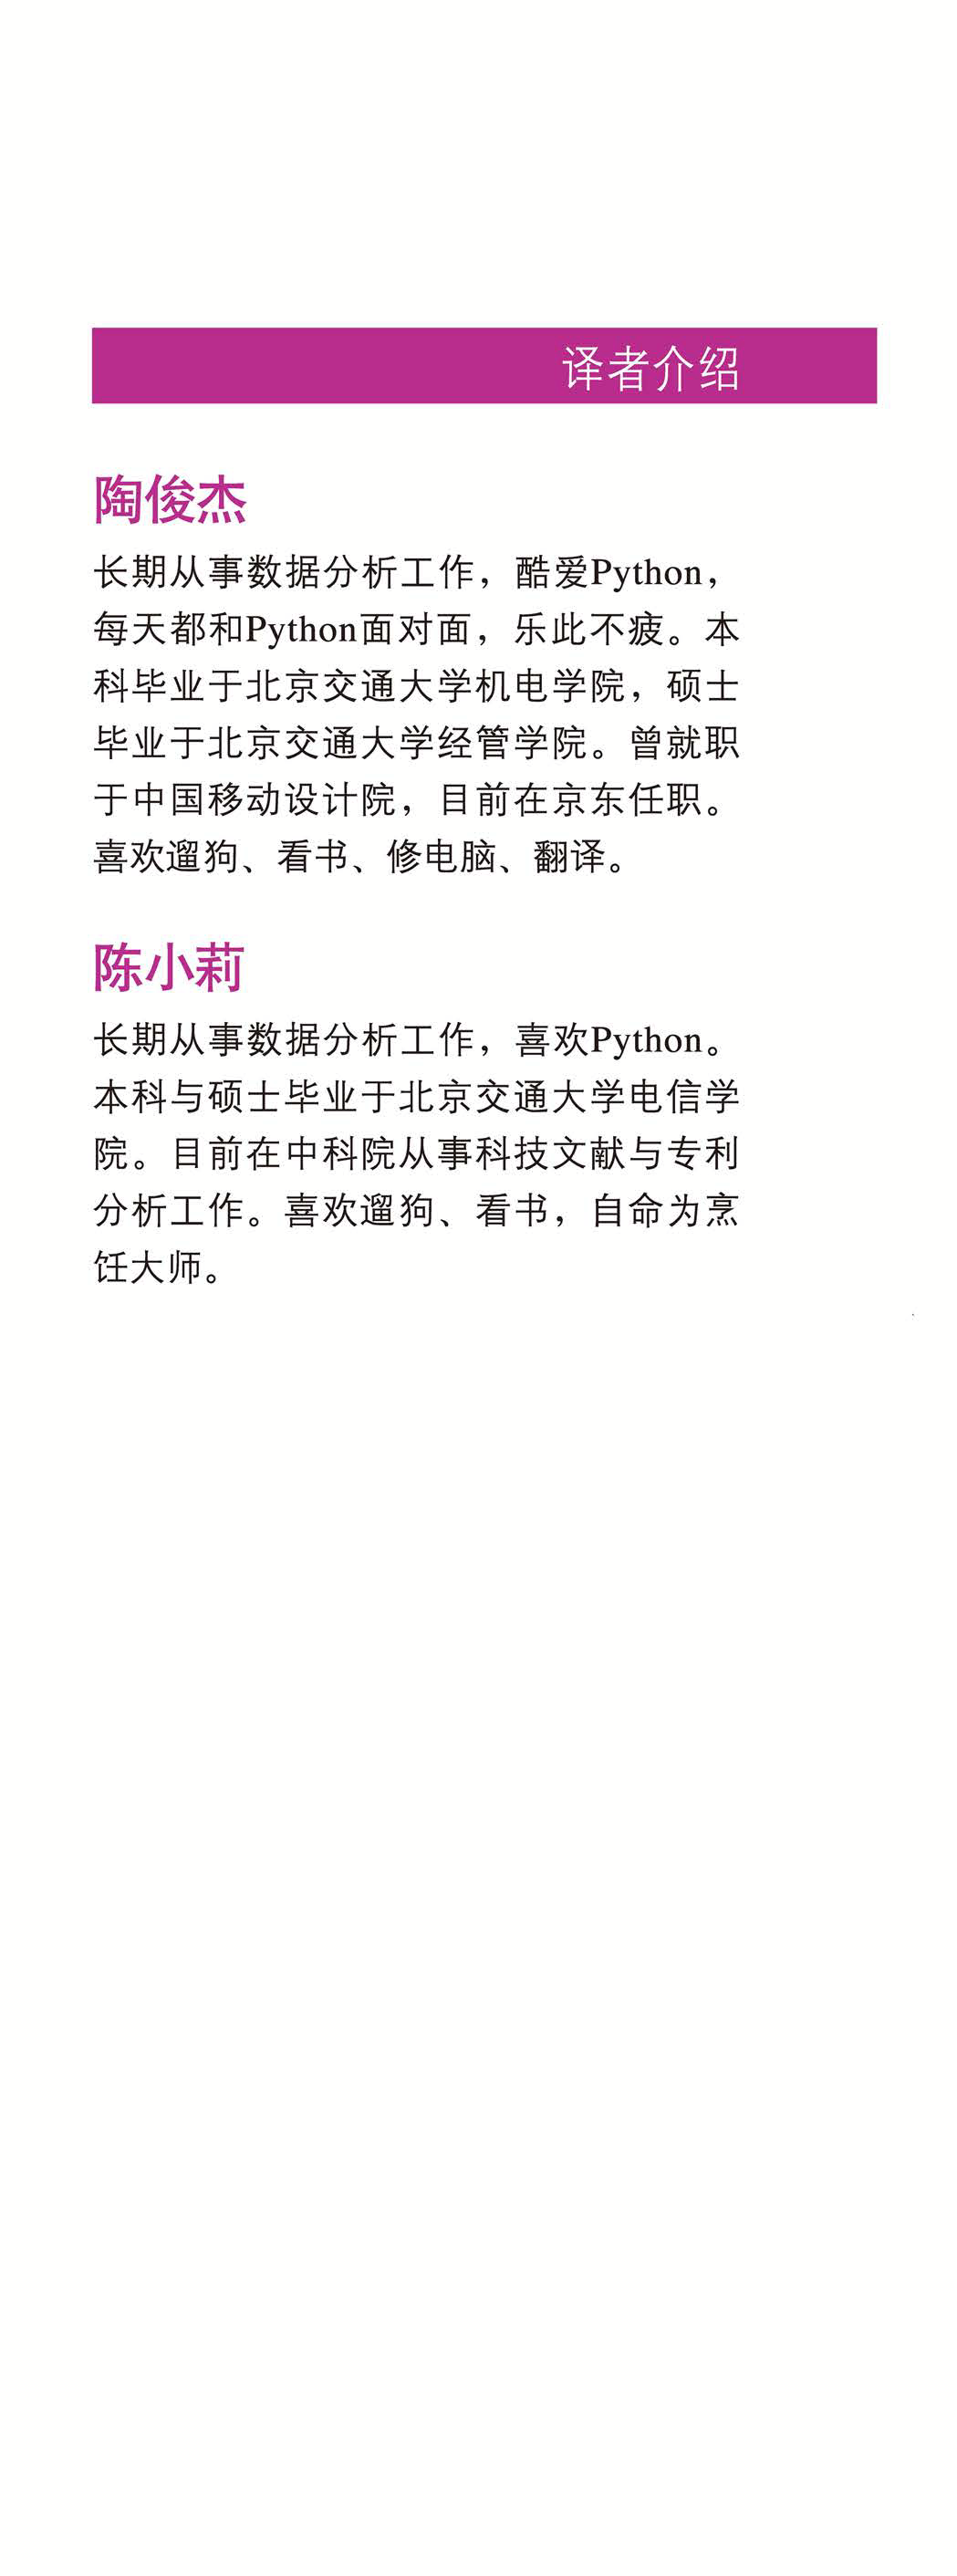 译者介绍
陶俊杰
长期从事数据分析工作，酷爱Python，
每天都和Python面对面，乐此不疲。本
科毕业于北京交通大学机电学院，硕士
毕业于北京交通大学经管学院。曾就职
于中国移动设计院，目前在京东任职。
喜欢遛狗、看书、修电脑、翻译。
陈小莉
长期从事数据分析工作，喜欢Python。
本科与硕士毕业于北京交通大学电信学
院。目前在中科院从事科技文献与专利
分析工作。喜欢遛狗、看书，自命为烹
饪大师。